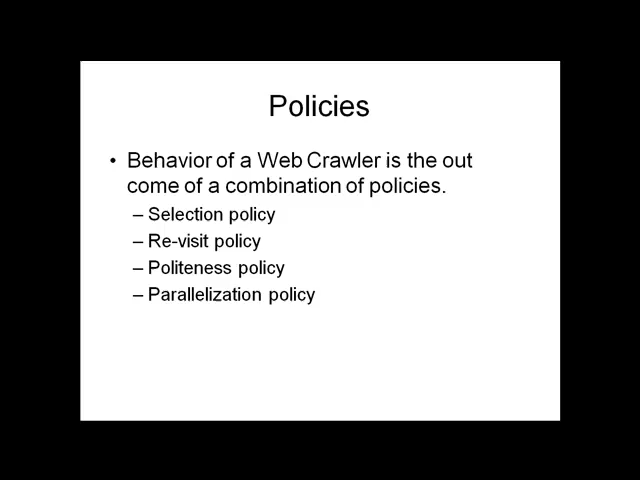 Policies
• Behavior of a Web Crawler is the out
come of a combination of policies.
– Selection policy
– Re-visit policy
– Politeness policy
– Parallelization policy